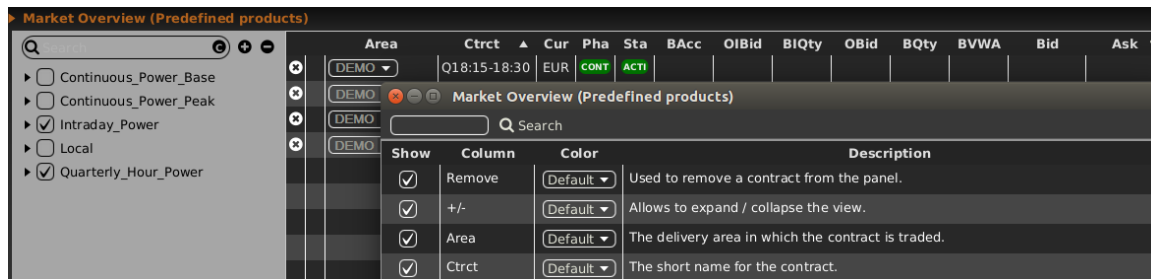 Market Overview (Predefined products)
Search
Area Ctrct Cur Pha Sta BAcc OIBid BIQty OBid BQty BVWA Bid Ask
DEMO Q18:15-18:30 EUR CONT ACTI
DEMO
DEMO
DEMO
Continuous_Power_Base
Continuous_Power_Peak
Intraday_Power
Local
Quarterly_Hour_Power
Market Overview (Predefined products)
Search
Show Column Color Description
Remove Default Used to remove a contract from the panel.
+/- Default Allows to expand / collapse the view.
Area Default The delivery area in which the contract is traded.
Ctrct Default The short name for the contract.